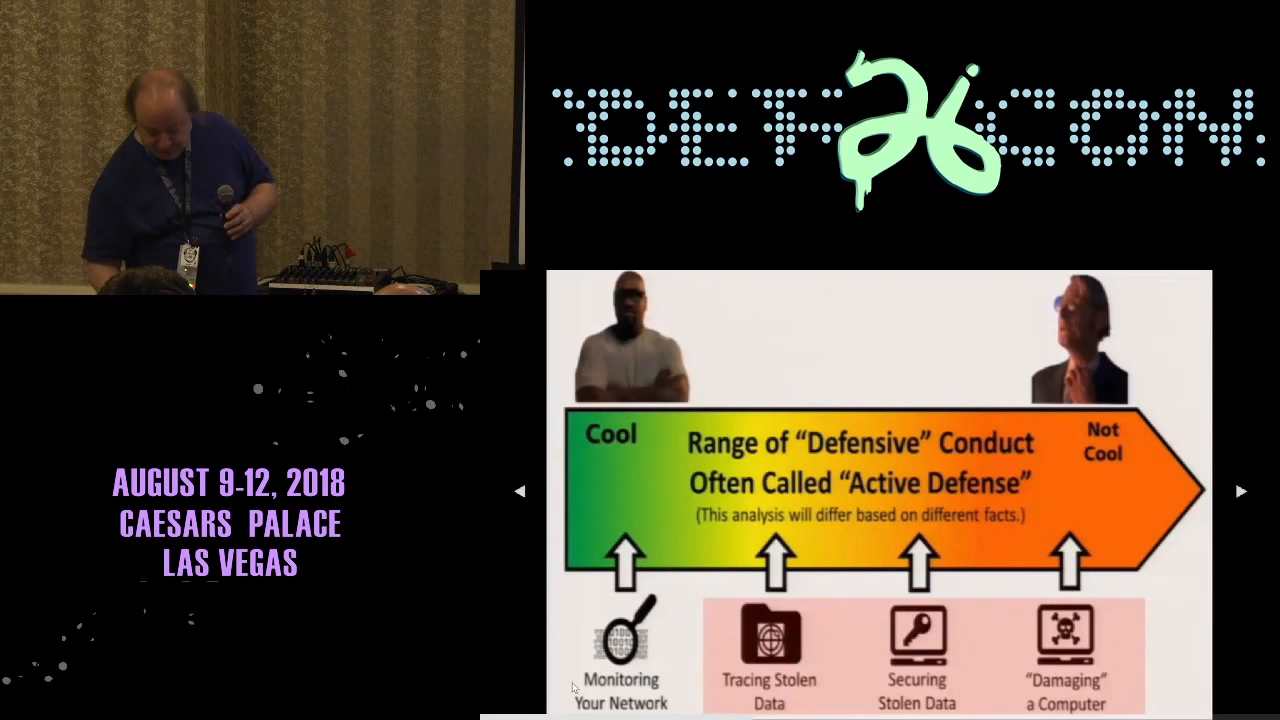 DEF 26 CON
AUGUST 9-12, 2018
CAESARS PALACE
LAS VEGAS
Cool
Range of “Defensive” Conduct
Often Called “Active Defense”
(This analysis will differ based on different facts.)
Not
Cool
Monitoring
Your Network
Tracing Stolen
Data
Securing
Stolen Data
“Damaging”
a Computer